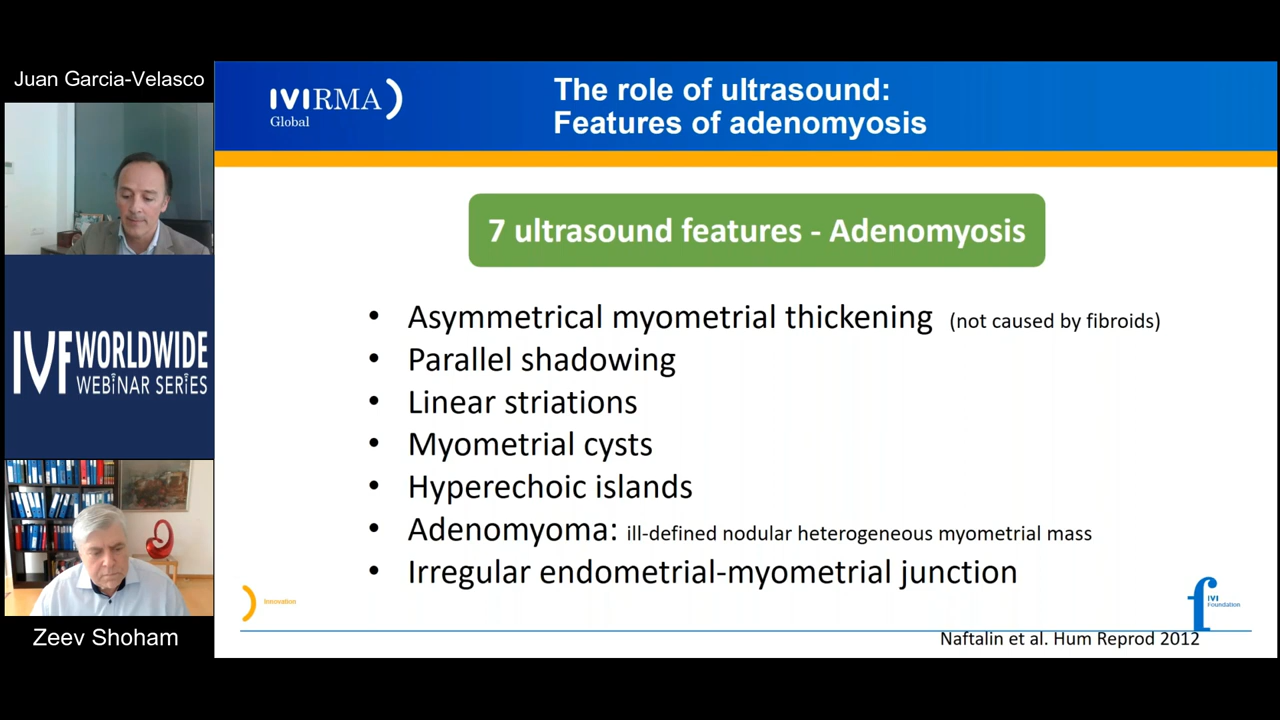 Juan Garcia-Velasco
IVF WORLDWIDE
WEBINAR SERIES
Zeev Shoham
IVIRMA
Global
The role of ultrasound:
Features of adenomyosis
7 ultrasound features - Adenomyosis
• Asymmetrical myometrial thickening (not caused by fibroids)
• Parallel shadowing
• Linear striations
• Myometrial cysts
• Hyperechoic islands
• Adenomyoma: ill-defined nodular heterogeneous myometrial mass
• Irregular endometrial-myometrial junction
Innovation
f IVI
Foundation
Naftalin et al. Hum Reprod 2012